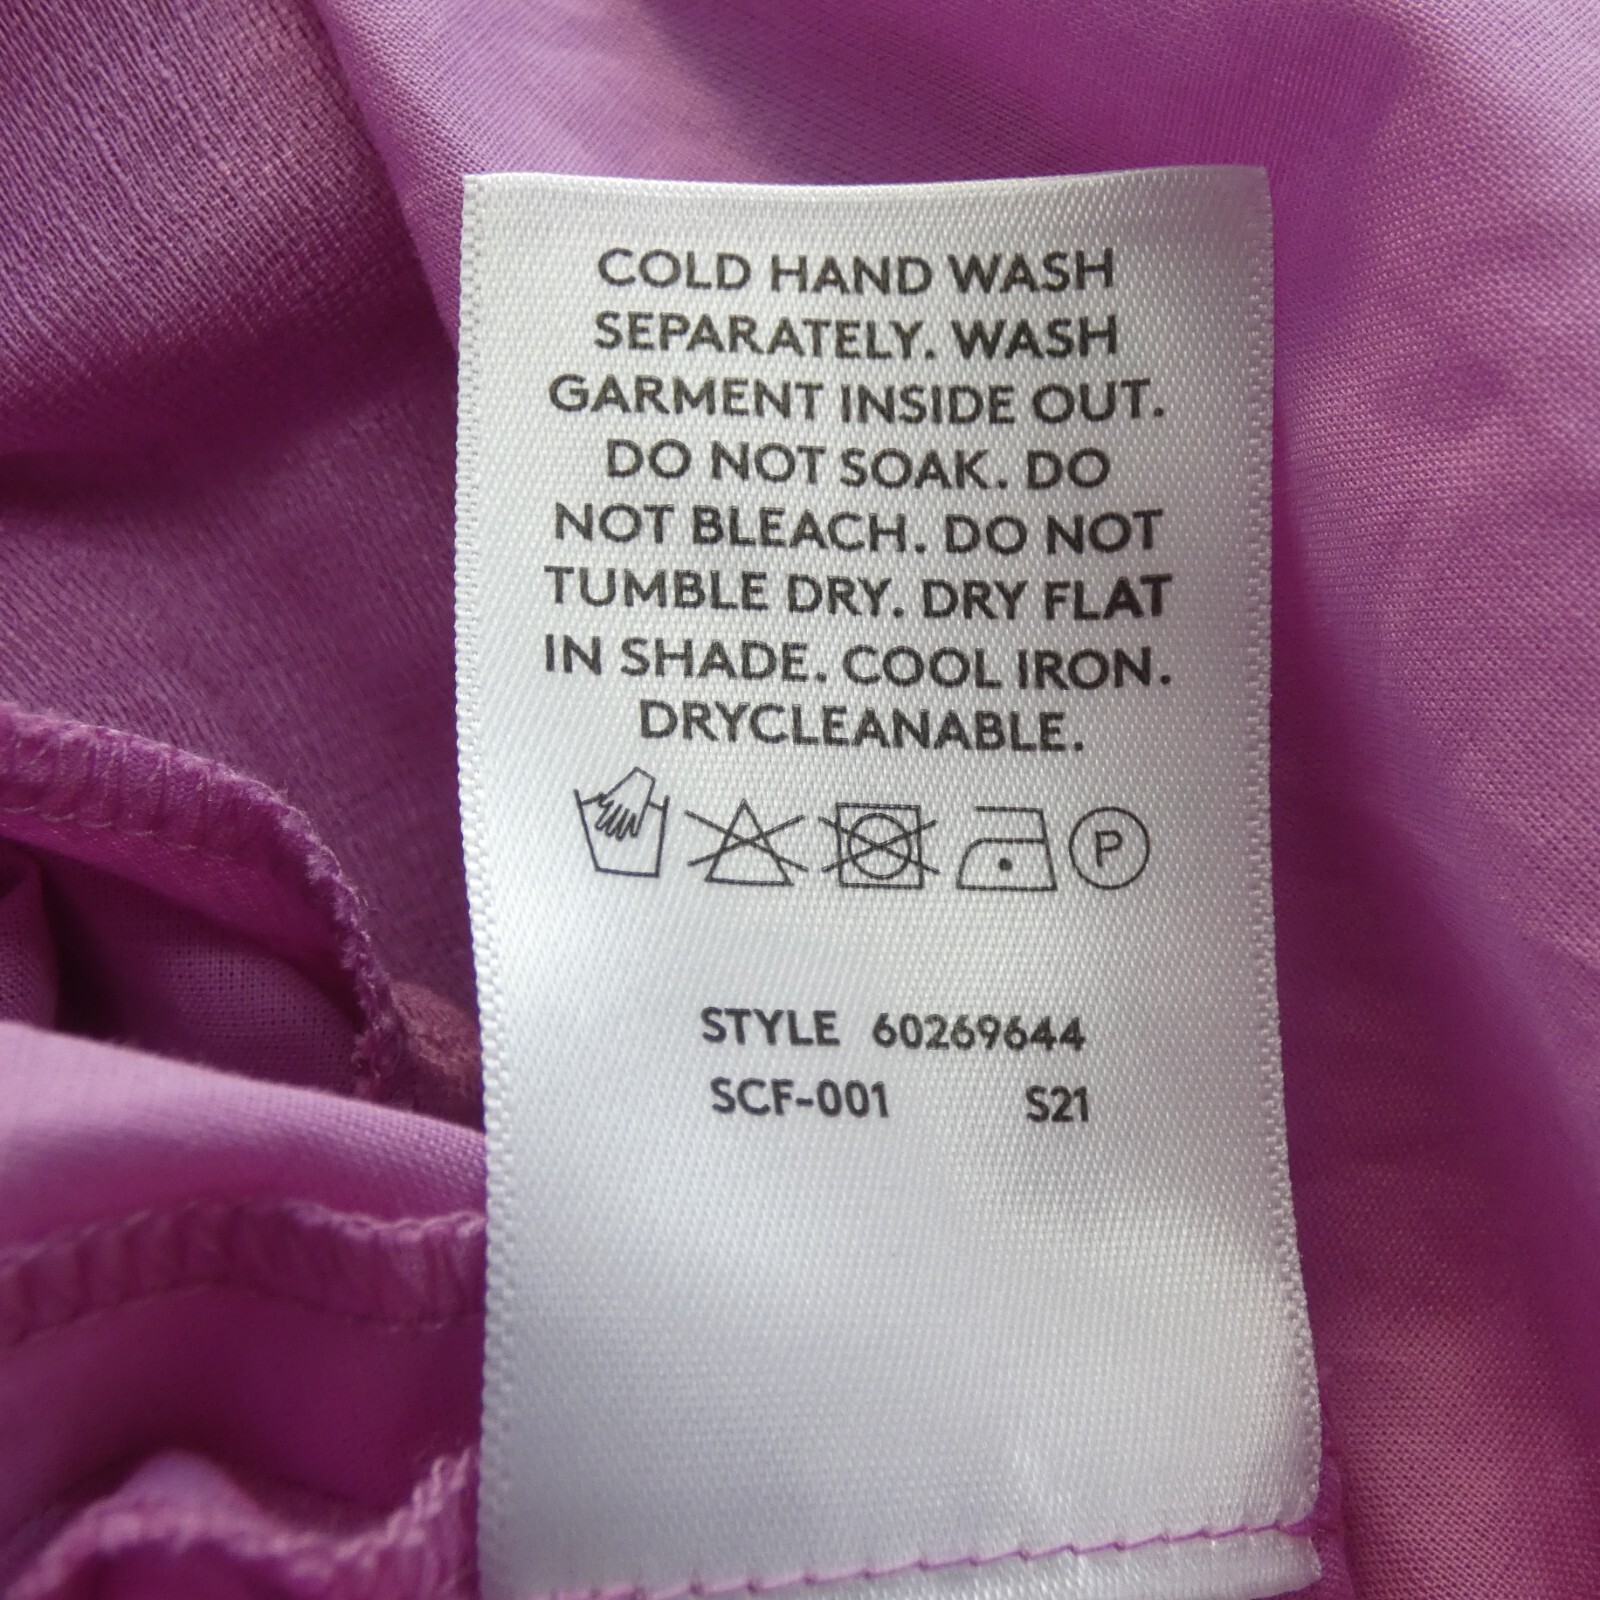 COLD HAND WASH
SEPARATELY. WASH
GARMENT INSIDE OUT.
DO NOT SOAK. DO
NOT BLEACH. DO NOT
TUMBLE DRY. DRY FLAT
IN SHADE. COOL IRON.
DRYCLEANABLE.
P
STYLE 60269644
SCF-001 S21